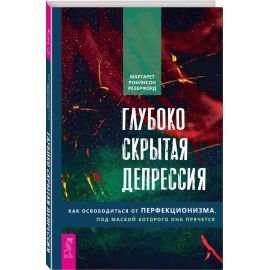 МАРГАРЕТ
РОБИНСОН
РЕЗЕРФОРД
ГЛУБОКО
СКРЫТАЯ
ДЕПРЕССИЯ
КАК ОСВОБОДИТЬСЯ ОТ ПЕРФЕКЦИОНИЗМА,
ПОД МАСКОЙ КОТОРОГО ОНА ПРЯЧЕТСЯ
ГЛУБОКО СКРЫТАЯ ДЕПРЕССИЯ